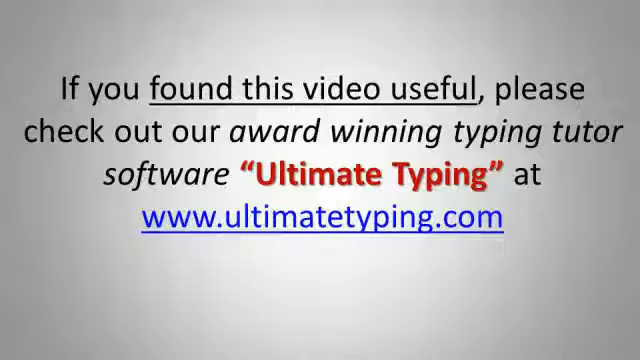 If you found this video useful, please
check out our award winning typing tutor
software “Ultimate Typing” at
www.ultimatetyping.com